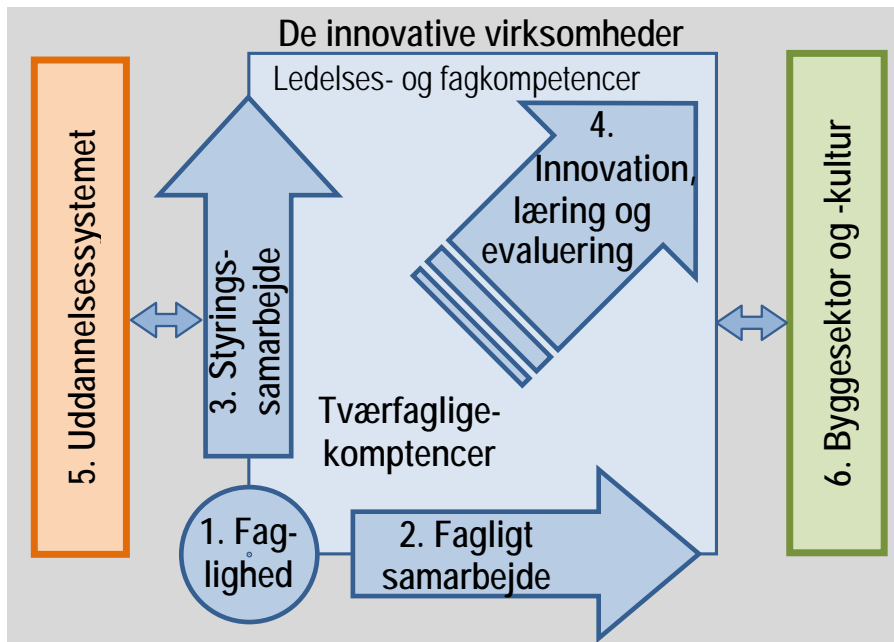 De innovative virksomheder
Ledelses- og fagkompetencer
4.
Innovation,
læring og
evaluering
5. Uddannelsessystemet
3. Styrings-
samarbejde
6. Byggesektor og -kultur
Tværfaglige-
komptencer
1. Fag-
lighed
2. Fagligt
samarbejde